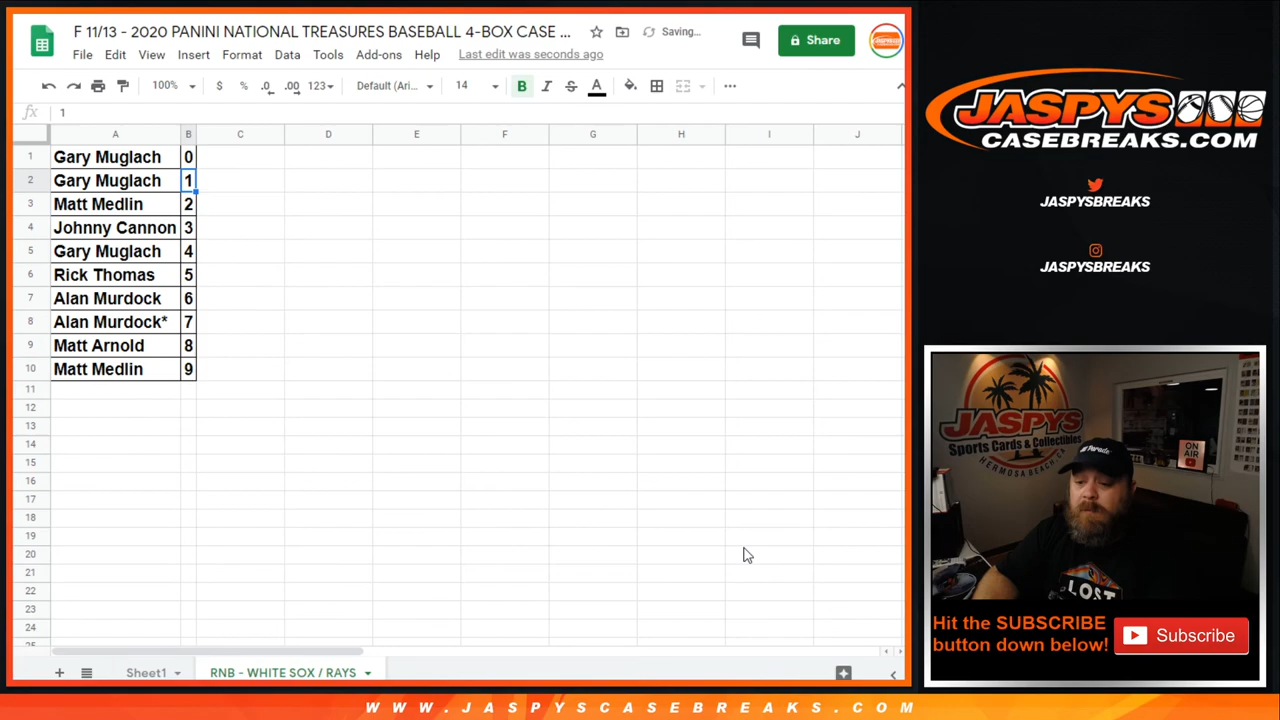 F 11/13 - 2020 PANINI NATIONAL TREASURES BASEBALL 4-BOX CASE ...
Saving...
Share
File Edit View Insert Format Data Tools Add-ons Help Last edit was seconds ago
100% $ % .0 .00 123 Default (Ari... 14 B I S A
fx 1
A B C D E F G H I J
1 Gary Muglach 0
2 Gary Muglach 1
3 Matt Medlin 2
4 Johnny Cannon 3
5 Gary Muglach 4
6 Rick Thomas 5
7 Alan Murdock 6
8 Alan Murdock* 7
9 Matt Arnold 8
10 Matt Medlin 9
11
12
13
14
15
16
17
18
19
20
21
22
23
24
25
Sheet1
RNB - WHITE SOX / RAYS
JASPYS
CASEBREAKS.COM
JASPYSBREAKS
JASPYSBREAKS
JASPYS
Sports Cards & Collectibles
HERMOSA BEACH, CA
ON AIR
Parade
LOST
Hit the SUBSCRIBE
button down below!
Subscribe
WWW.JASPYSCASEBREAKS.COM